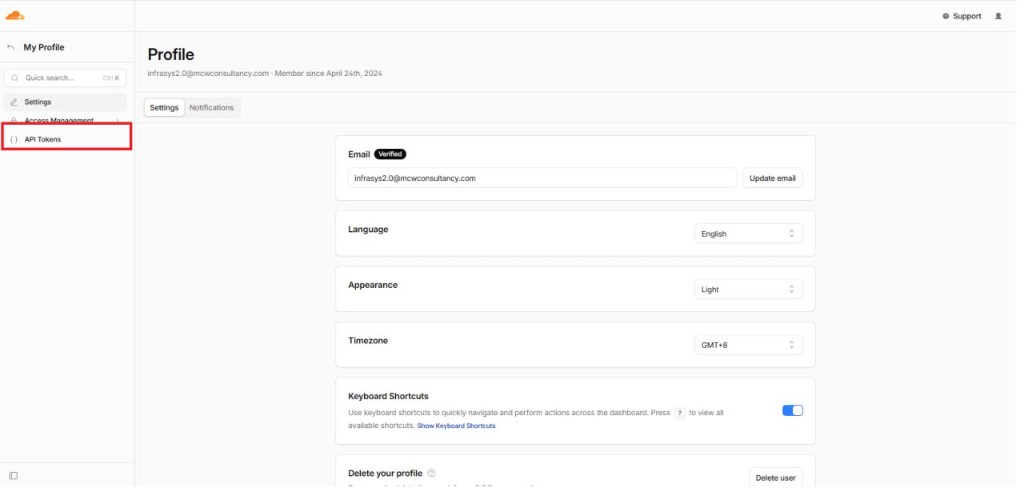 Support
My Profile
Quick search... Ctrl K
Settings
Access Management
API Tokens
Profile
infrasys2.0@mcwconsultancy.com · Member since April 24th, 2024
Settings Notifications
Email Verified
infrasys2.0@mcwconsultancy.com Update email
Language English
Appearance Light
Timezone GMT+8
Keyboard Shortcuts
Use keyboard shortcuts to quickly navigate and perform actions across the dashboard. Press ? to view all
available shortcuts. Show Keyboard Shortcuts
Delete your profile Delete user